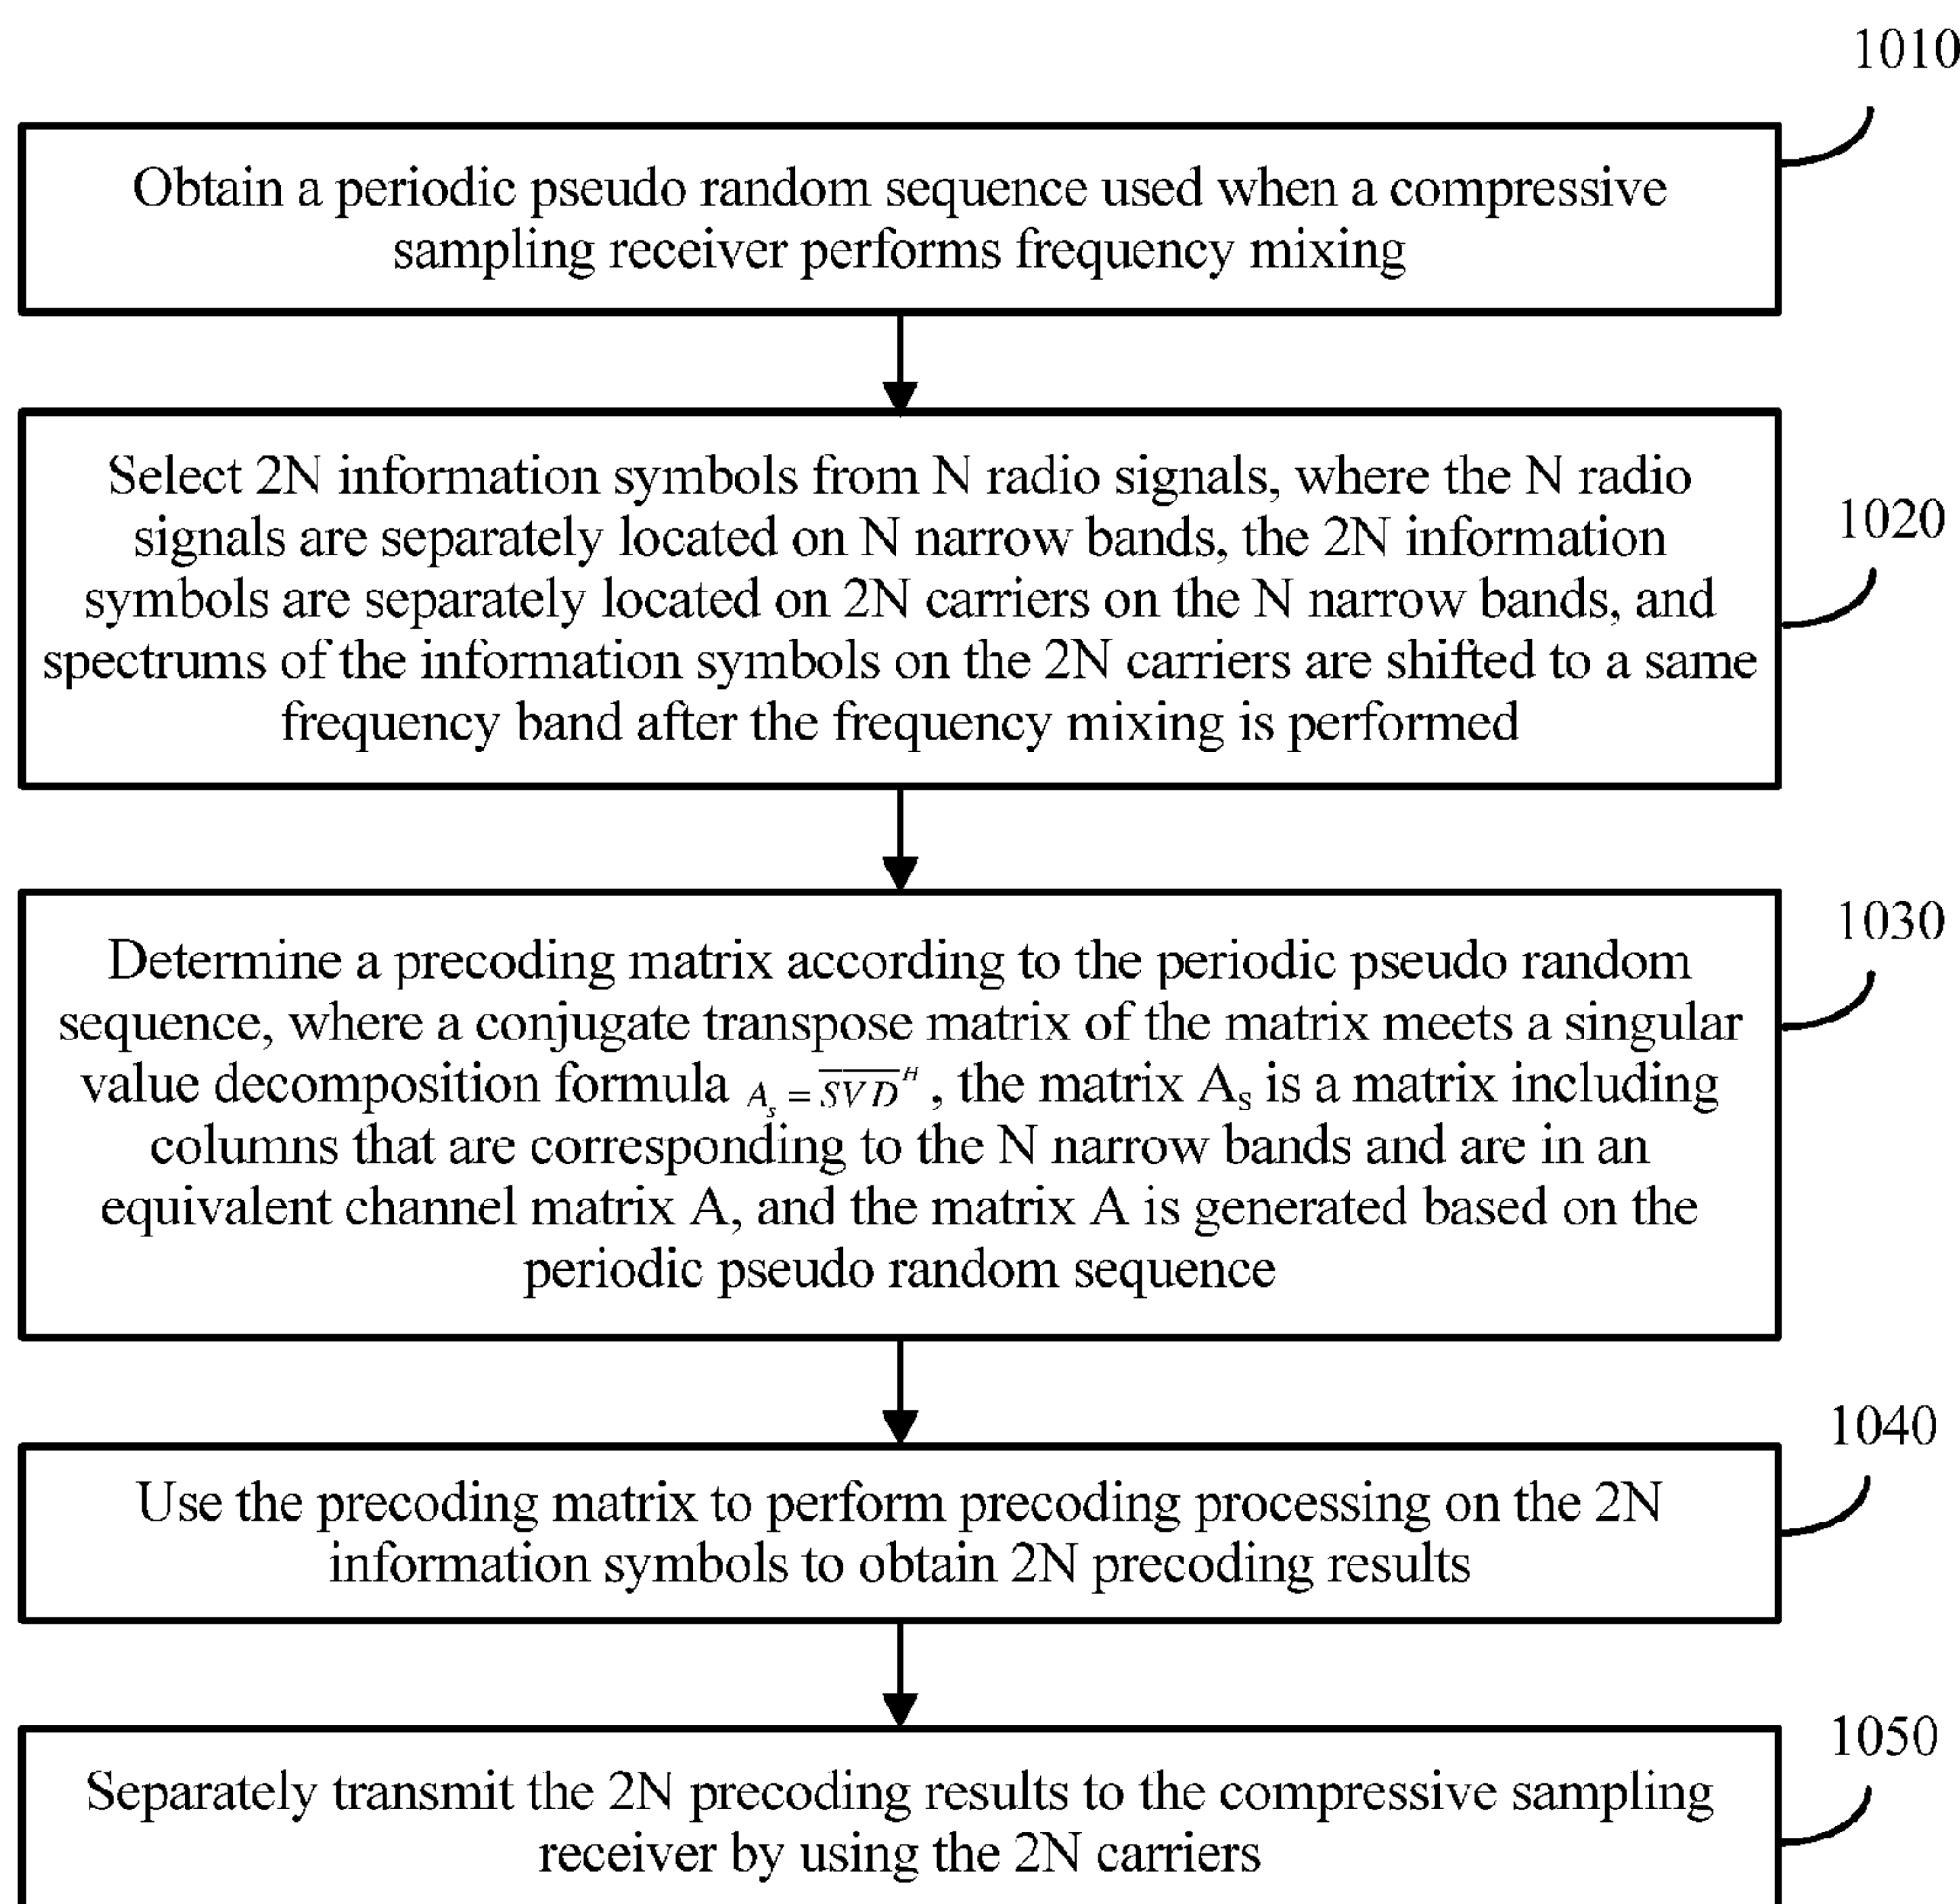 1010
Obtain a periodic pseudo random sequence used when a compressive
sampling receiver performs frequency mixing
Select 2N information symbols from N radio signals, where the N radio
signals are separately located on N narrow bands, the 2N information
symbols are separately located on 2N carriers on the N narrow bands, and
spectrums of the information symbols on the 2N carriers are shifted to a same
frequency band after the frequency mixing is performed
1020
Determine a precoding matrix according to the periodic pseudo random
sequence, where a conjugate transpose matrix of the matrix meets a singular
value decomposition formula A_s = \overline{SVD}^H , the matrix A_s is a matrix including
columns that are corresponding to the N narrow bands and are in an
equivalent channel matrix A, and the matrix A is generated based on the
periodic pseudo random sequence
1030
Use the precoding matrix to perform precoding processing on the 2N
information symbols to obtain 2N precoding results
1040
Separately transmit the 2N precoding results to the compressive sampling
receiver by using the 2N carriers
1050